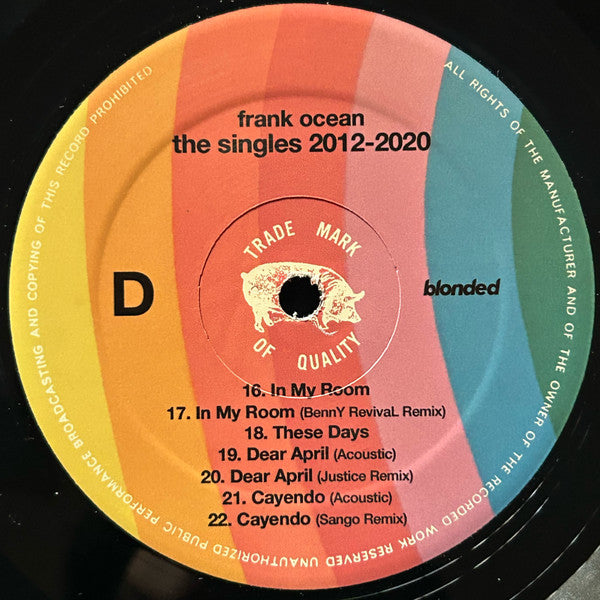 frank ocean
the singles 2012-2020
TRADE MARK
OF QUALITY
D
blonded
16. In My Room
17. In My Room (BennY RevivaL Remix)
18. These Days
19. Dear April (Acoustic)
20. Dear April (Justice Remix)
21. Cayendo (Acoustic)
22. Cayendo (Sango Remix)
ALL RIGHTS OF THE MANUFACTURER AND OF THE OWNER OF THE RECORDED WORK RESERVED UNAUTHORIZED PUBLIC PERFORMANCE BROADCASTING AND COPYING OF THIS RECORD PROHIBITED